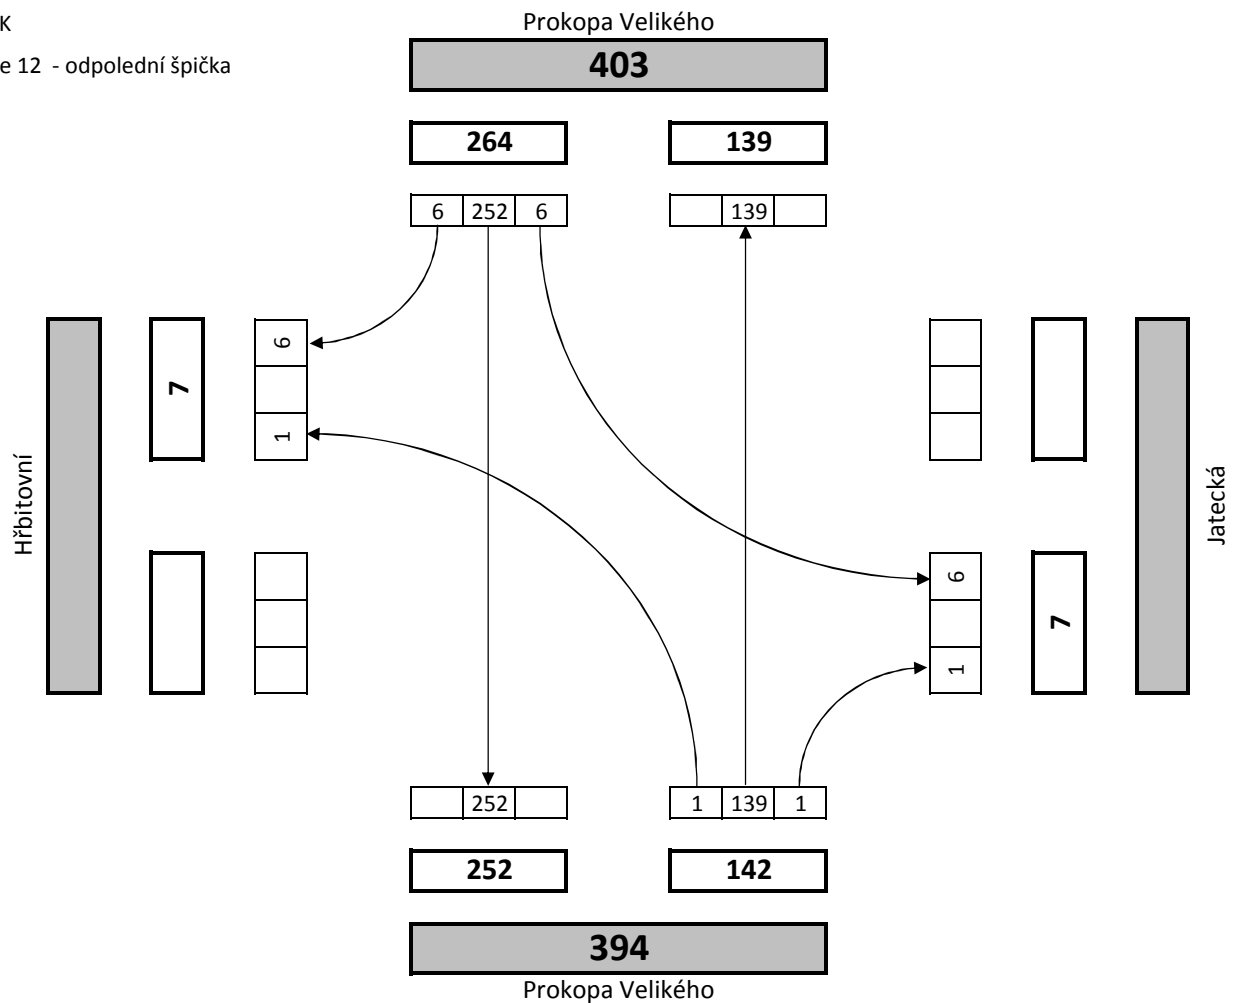 Prokopa Velikého
K
403
e 12 - odpolední špička
264 139
6 252 6 139
6
7
1
Hřbitovní
Jatecká
6
7
1
252 1 139 1
252 142
394
Prokopa Velikého